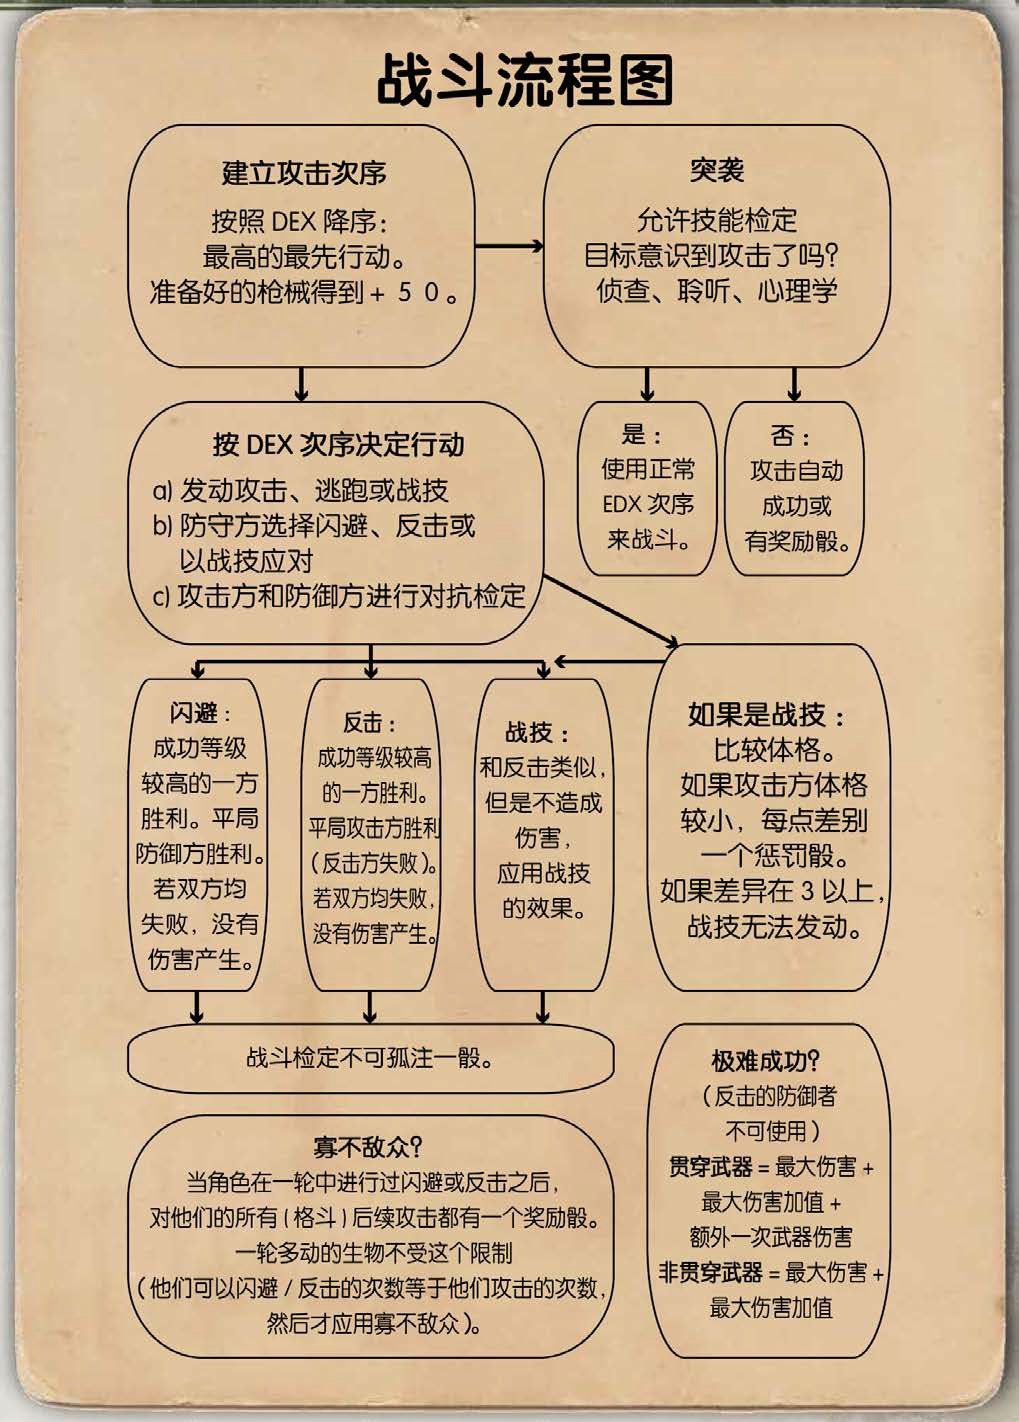 战斗流程图
建立攻击次序
按照 DEX 降序：
最高的最先行动。
准备好的枪械得到 + 5 0 。
突袭
允许技能检定
目标意识到攻击了吗？
侦查、聆听、心理学
是：
使用正常
EDX 次序
来战斗。
否：
攻击自动
成功或
有奖励骰。
按 DEX 次序决定行动
a) 发动攻击、逃跑或战技
b) 防守方选择闪避、反击或
以战技应对
c) 攻击方和防御方进行对抗检定
闪避：
成功等级
较高的一方
胜利。平局
防御方胜利。
若双方均
失败，没有
伤害产生。
反击：
成功等级较高
的一方胜利。
平局攻击方胜利
（反击方失败）。
若双方均失败，
没有伤害产生。
战技：
和反击类似，
但是不造成
伤害，
应用战技
的效果。
如果是战技：
比较体格。
如果攻击方体格
较小，每点差别
一个惩罚骰。
如果差异在 3 以上，
战技无法发动。
战斗检定不可孤注一骰。
寡不敌众？
当角色在一轮中进行过闪避或反击之后，
对他们的所有（格斗）后续攻击都有一个奖励骰。
一轮多动的生物不受这个限制
（他们可以闪避 / 反击的次数等于他们攻击的次数，
然后才应用寡不敌众）。
极难成功？
（反击的防御者
不可使用）
贯穿武器 = 最大伤害 +
最大伤害加值 +
额外一次武器伤害
非贯穿武器 = 最大伤害 +
最大伤害加值